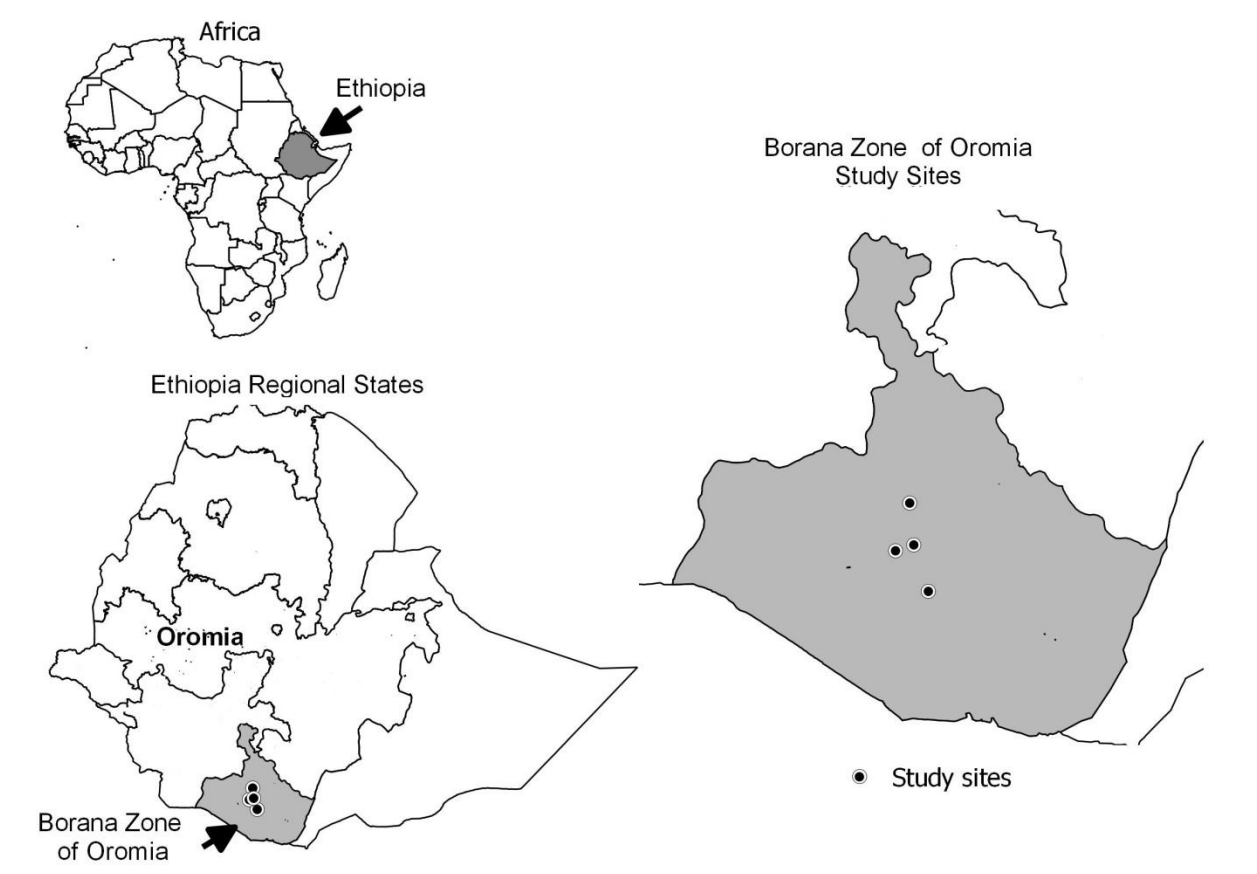 Africa
Ethiopia
Borana Zone of Oromia
Study Sites
Ethiopia Regional States
Oromia
Borana Zone
of Oromia
Study sites